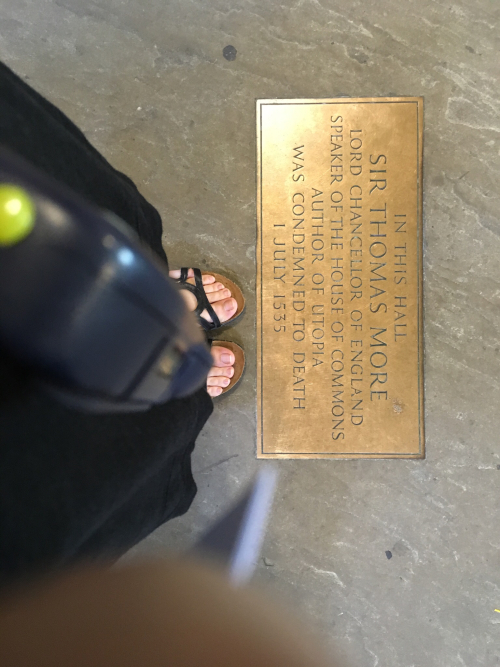 IN THIS HALL
SIR THOMAS MORE
LORD CHANCELLOR OF ENGLAND
SPEAKER OF THE HOUSE OF COMMONS
AUTHOR OF UTOPIA
WAS CONDEMNED TO DEATH
1 JULY 1535